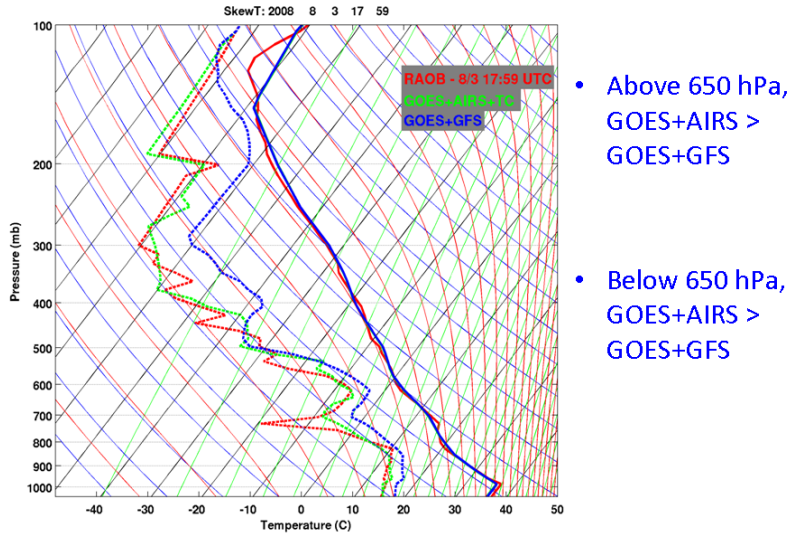 SkewT: 2008 8 3 17 59
100
200
300
400
500
600
700
800
900
1000
Pressure (mb)
RAOB - 8/3 17:59 UTC
GOES+AIRS+TC
GOES+GFS
-40 -30 -20 -10 0 10 20 30 40 50
Temperature (C)
• Above 650 hPa,
GOES+AIRS >
GOES+GFS
• Below 650 hPa,
GOES+AIRS >
GOES+GFS